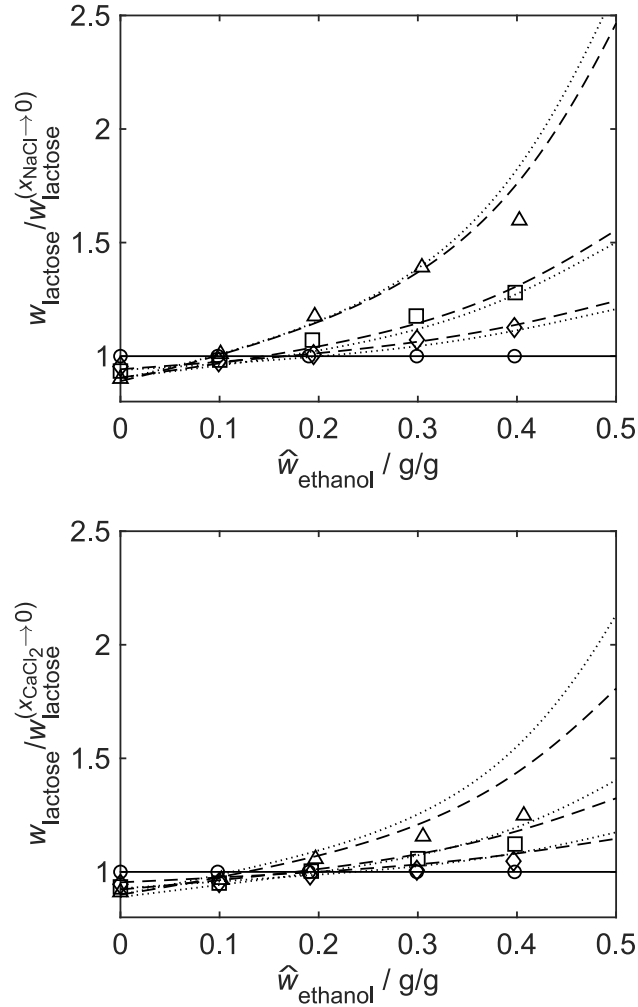 2.5
2
1.5
1
w_lactose/w_lactose^(x_NaCl→0)
0 0.1 0.2 0.3 0.4 0.5
ŵ_ethanol / g/g
2.5
2
1.5
1
w_lactose/w_lactose^(x_CaCl₂→0)
0 0.1 0.2 0.3 0.4 0.5
ŵ_ethanol / g/g